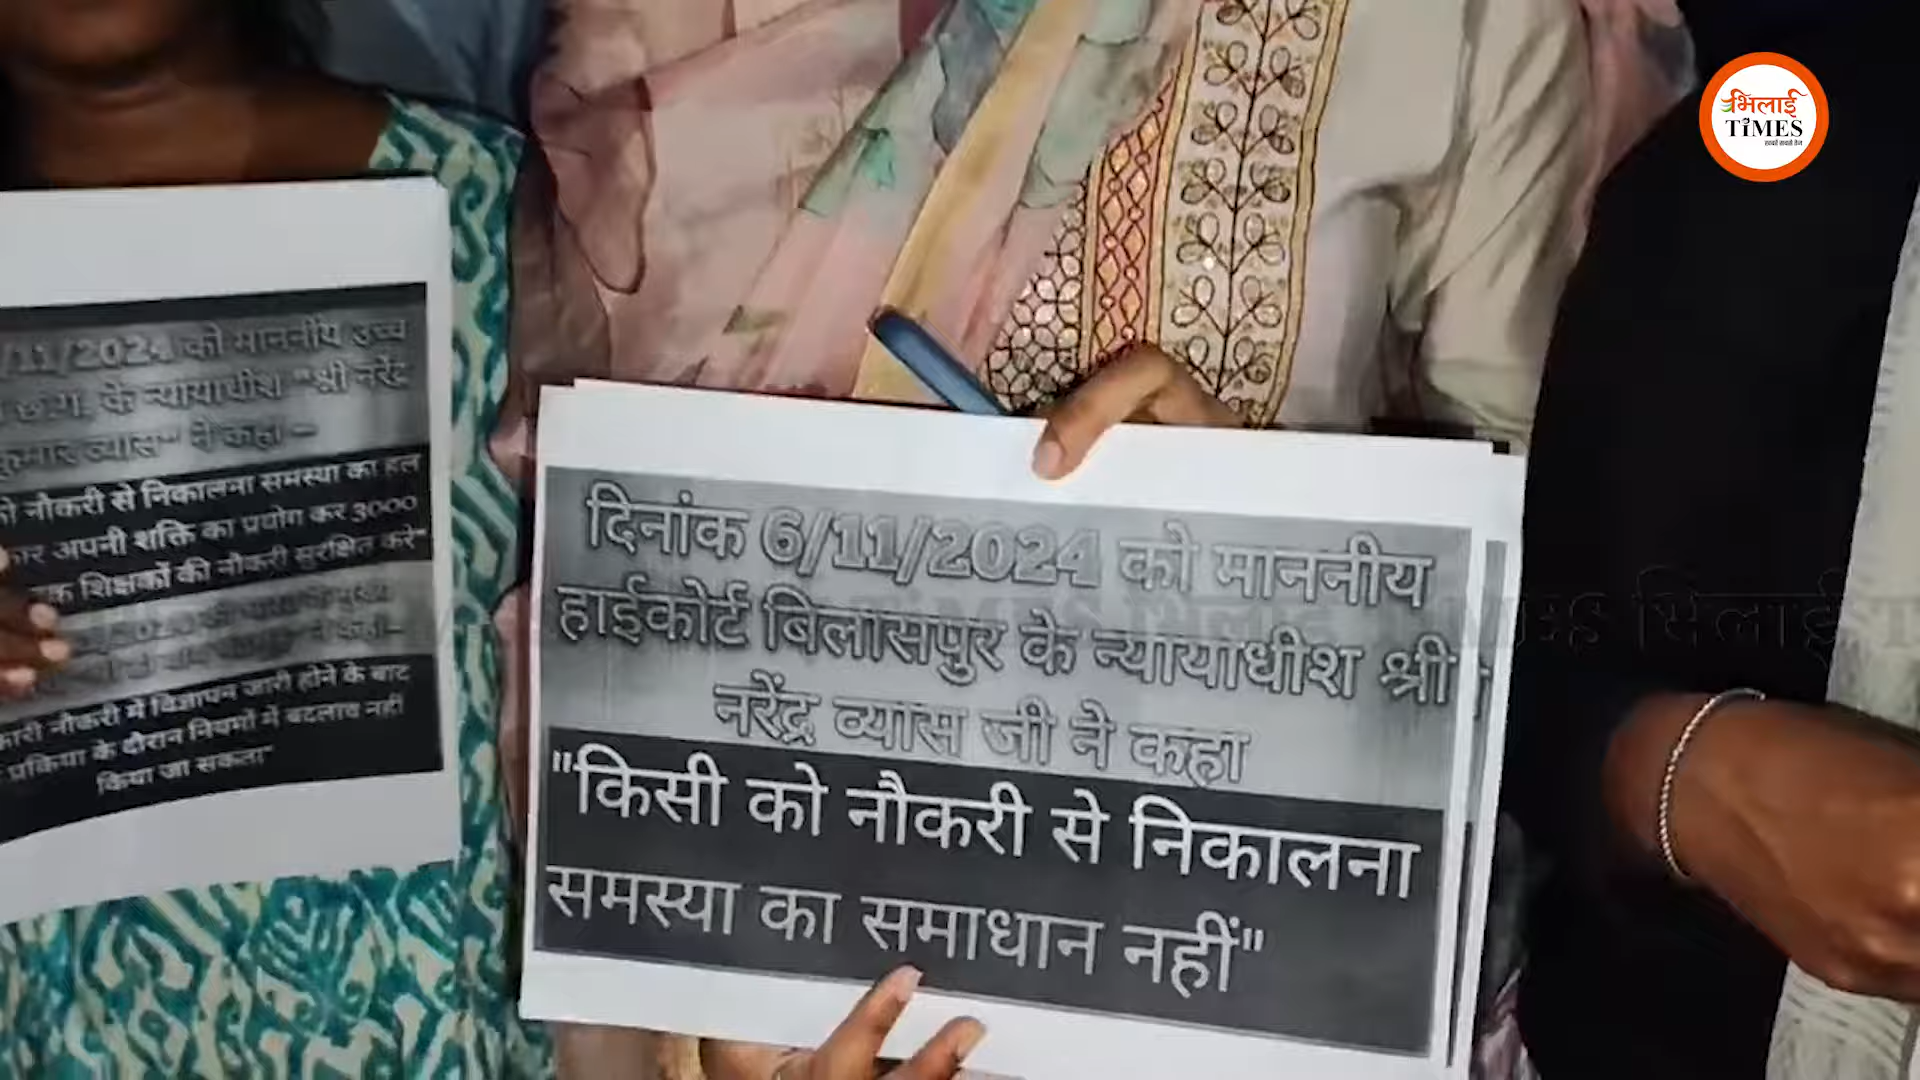 भिलाई
TiMES
/11/2024 को माननीय उच्च
छ.ग. के न्यायाधीश "श्री नरेंद्र
कुमार व्यास" ने कहा –
को नौकरी से निकालना समस्या का हल
अपनी शक्ति का प्रयोग कर 3000
शिक्षकों की नौकरी सुरक्षित करे"
नौकरी में विज्ञापन जारी होने के बाद
प्रकिया के दौरान नियमों में बदलाव नहीं
किया जा सकता"
दिनांक 6/11/2024 को माननीय
हाईकोर्ट बिलासपुर के न्यायाधीश श्री
नरेंद्र व्यास जी ने कहा
"किसी को नौकरी से निकालना
समस्या का समाधान नहीं"